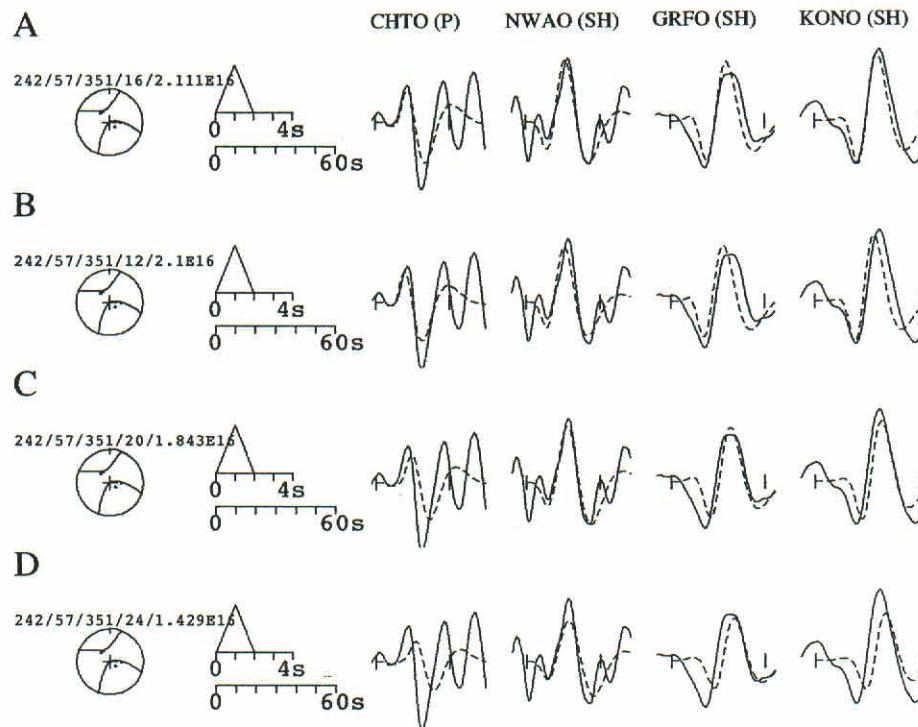 CHTO (P) NWAO (SH) GRFO (SH) KONO (SH)
A
242/57/351/16/2.111E16
0 4s
0 60s
B
242/57/351/12/2.1E16
0 4s
0 60s
C
242/57/351/20/1.843E16
0 4s
0 60s
D
242/57/351/24/1.429E16
0 4s
0 60s